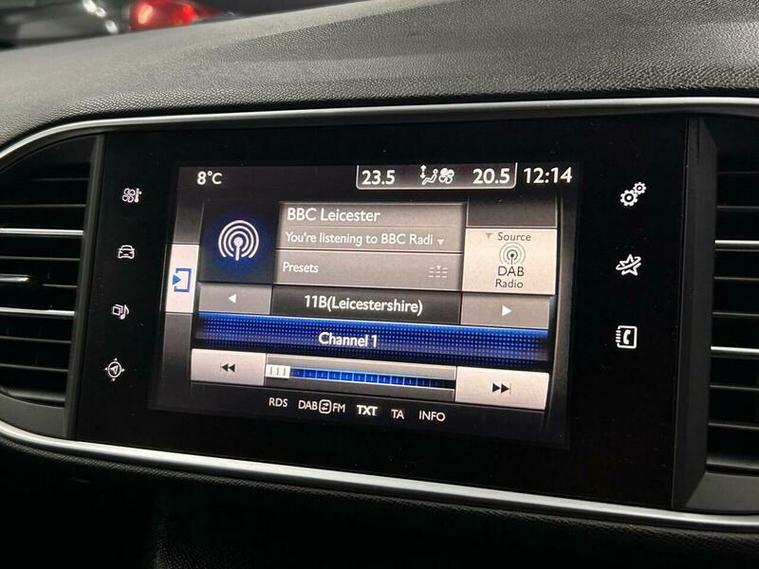 8°C
23.5 20.5 12:14
BBC Leicester
You're listening to BBC Radi
Source
DAB
Radio
Presets
11B(Leicestershire)
Channel 1
RDS DAB FM TXT TA INFO